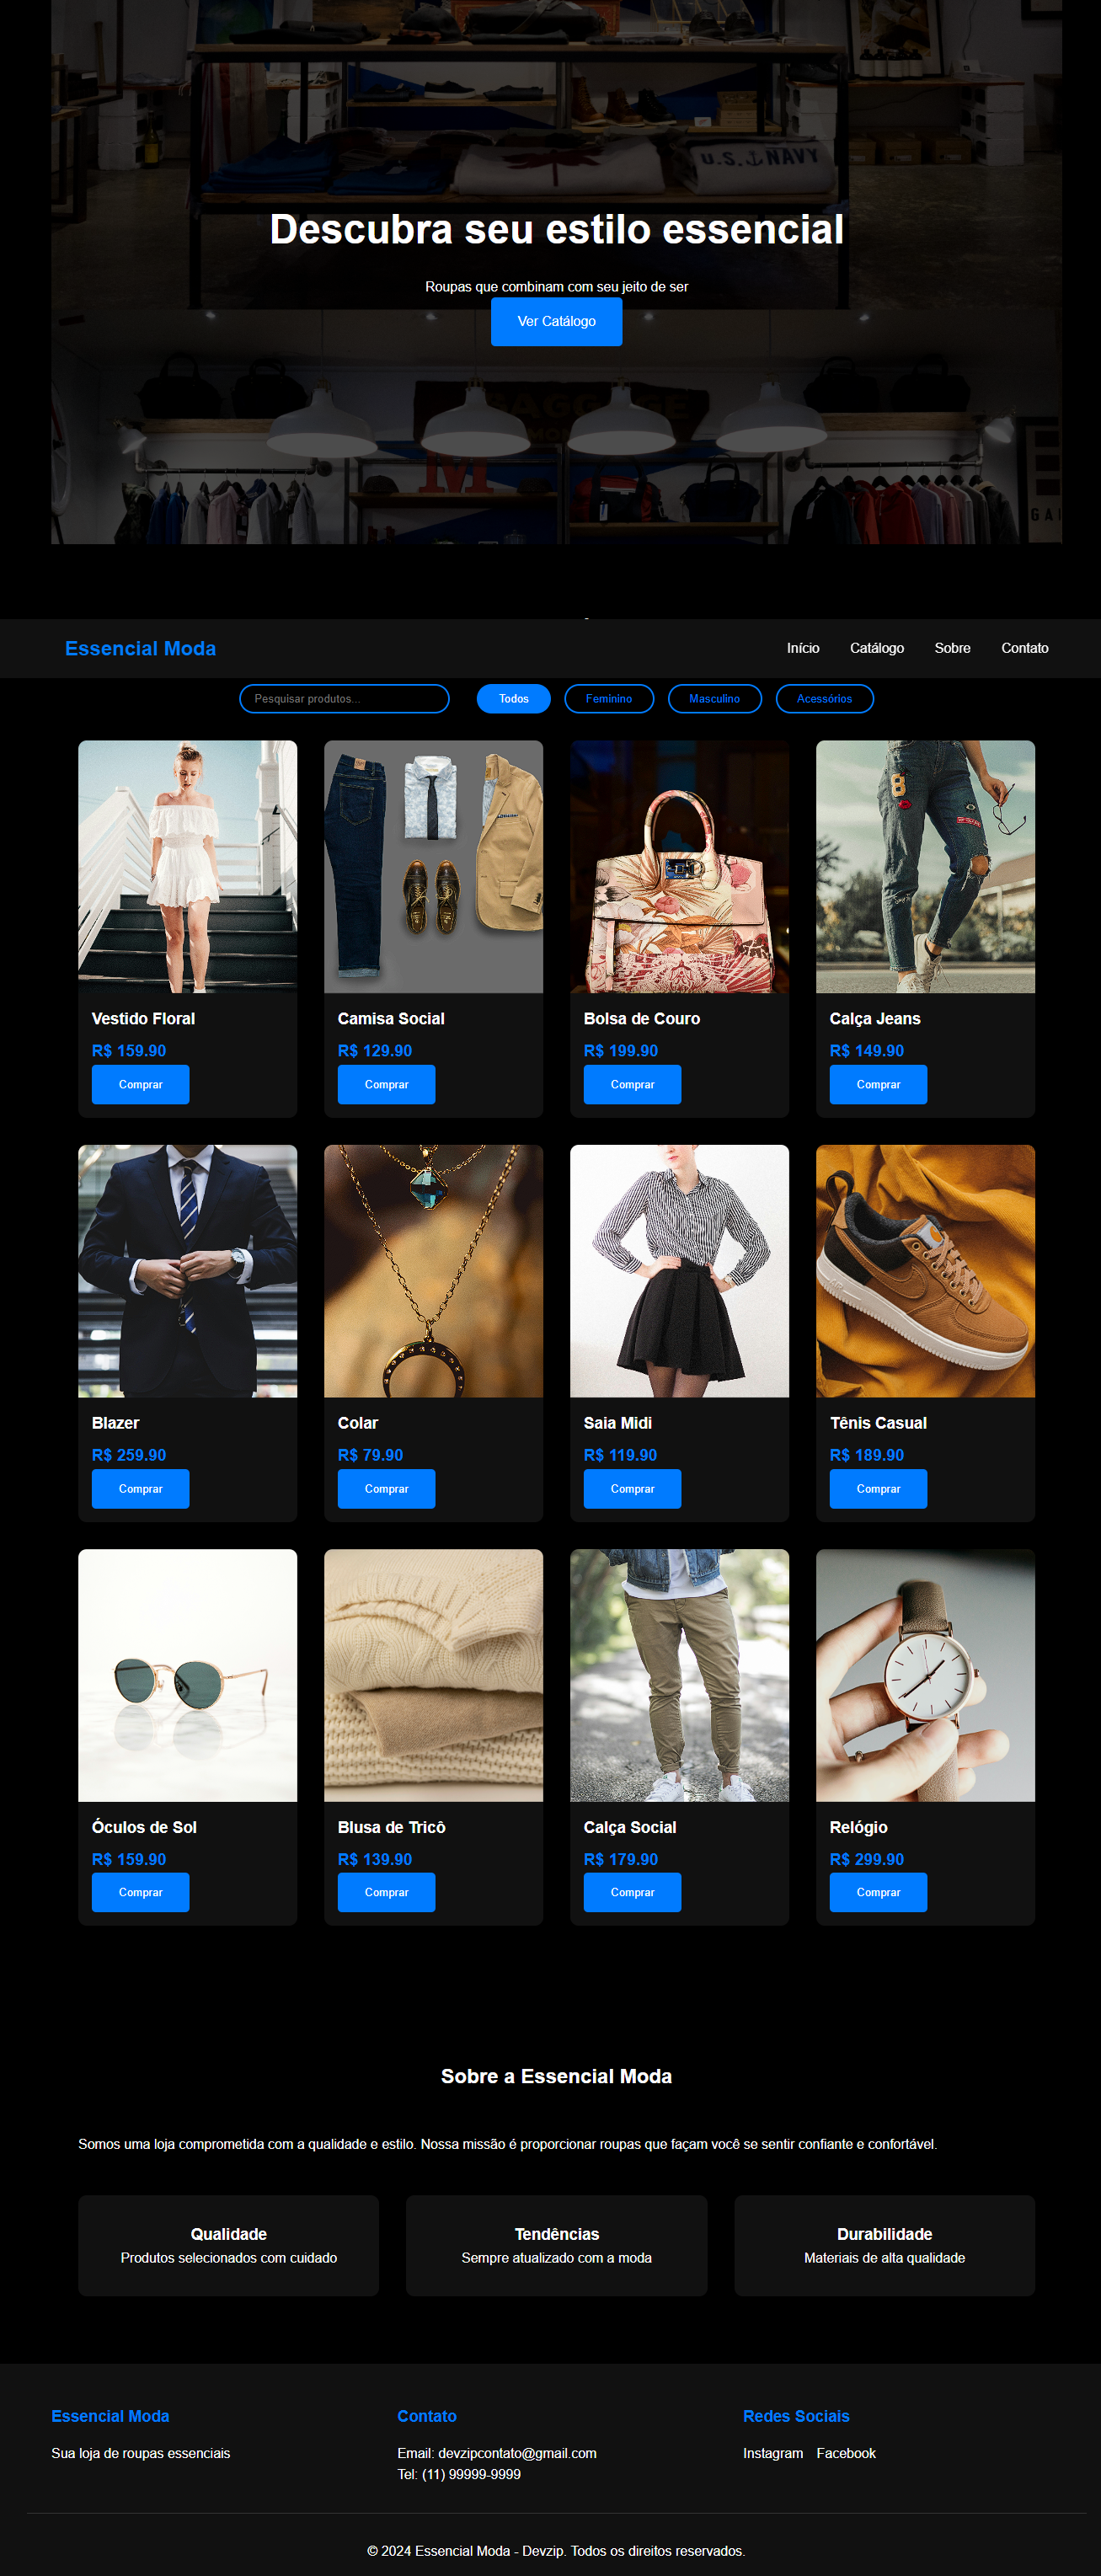 U.S. NAVY
Descubra seu estilo essencial
Roupas que combinam com seu jeito de ser
Ver Catálogo
M
Essencial Moda
Início Catálogo Sobre Contato
Pesquisar produtos... Todos Feminino Masculino Acessórios
8
Vestido Floral Camisa Social Bolsa de Couro Calça Jeans
R$ 159.90 R$ 129.90 R$ 199.90 R$ 149.90
Comprar Comprar Comprar Comprar
Blazer Colar Saia Midi Tênis Casual
R$ 259.90 R$ 79.90 R$ 119.90 R$ 189.90
Comprar Comprar Comprar Comprar
Óculos de Sol Blusa de Tricô Calça Social Relógio
R$ 159.90 R$ 139.90 R$ 179.90 R$ 299.90
Comprar Comprar Comprar Comprar
Sobre a Essencial Moda
Somos uma loja comprometida com a qualidade e estilo. Nossa missão é proporcionar roupas que façam você se sentir confiante e confortável.
Qualidade Tendências Durabilidade
Produtos selecionados com cuidado Sempre atualizado com a moda Materiais de alta qualidade
Essencial Moda Contato Redes Sociais
Sua loja de roupas essenciais Email: devzipcontato@gmail.com Instagram Facebook
Tel: (11) 99999-9999
© 2024 Essencial Moda - Devzip. Todos os direitos reservados.